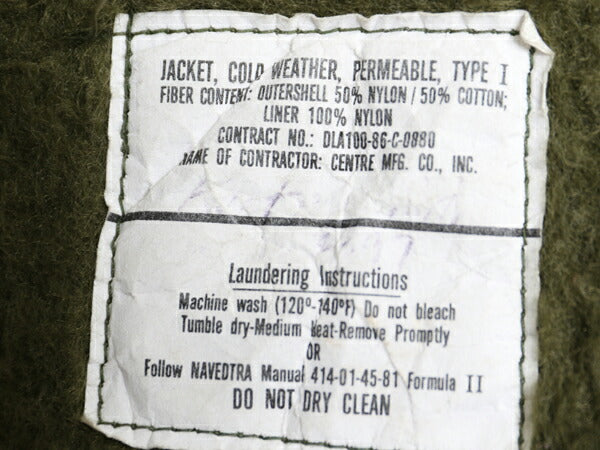 JACKET, COLD WEATHER, PERMEABLE, TYPE I
FIBER CONTENT: OUTERSHELL 50% NYLON / 50% COTTON;
LINER 100% NYLON
CONTRACT NO.: DLA100-86-C-0880
NAME OF CONTRACTOR: CENTRE MFG. CO., INC.
Laundering Instructions
Machine wash (120°-140°F) Do not bleach
Tumble dry-Medium Heat-Remove Promptly
OR
Follow NAVEDTRA Manual 414-01-45-81 Formula II
DO NOT DRY CLEAN